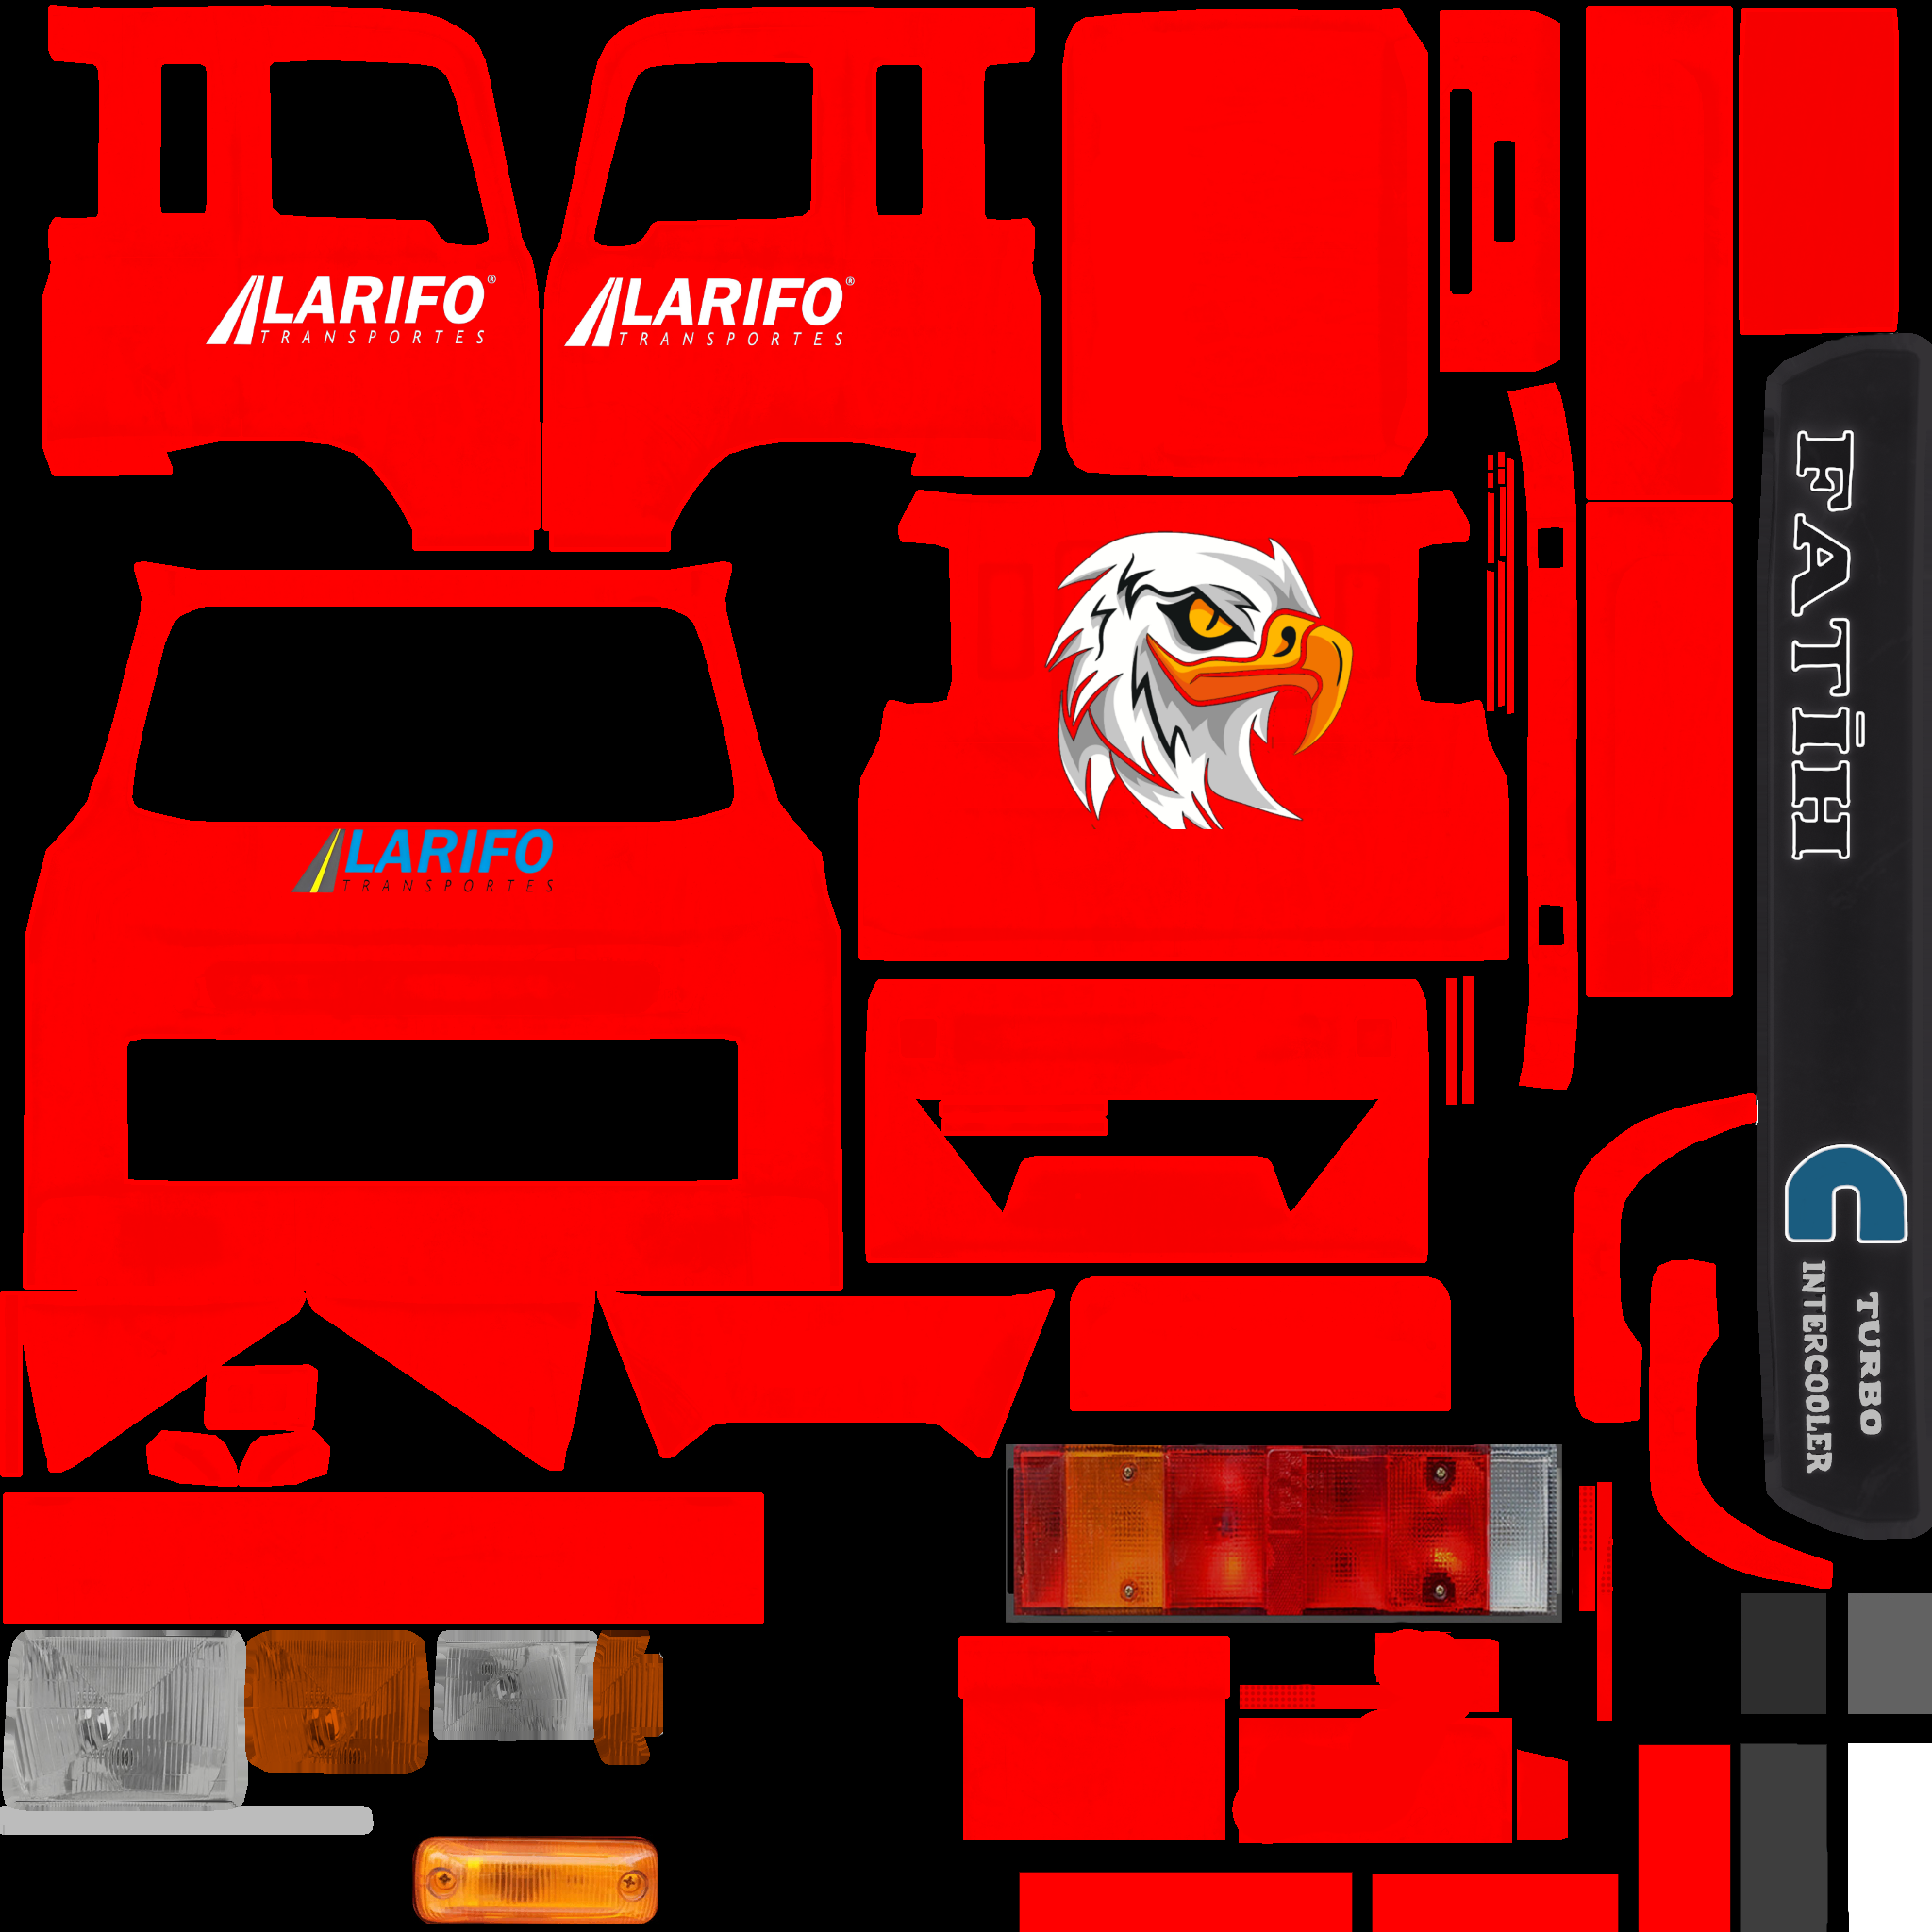 LARIFO®
TRANSPORTES
LARIFO®
TRANSPORTES
LARIFO
TRANSPORTES
FATİH
TURBO
INTERCOOLER